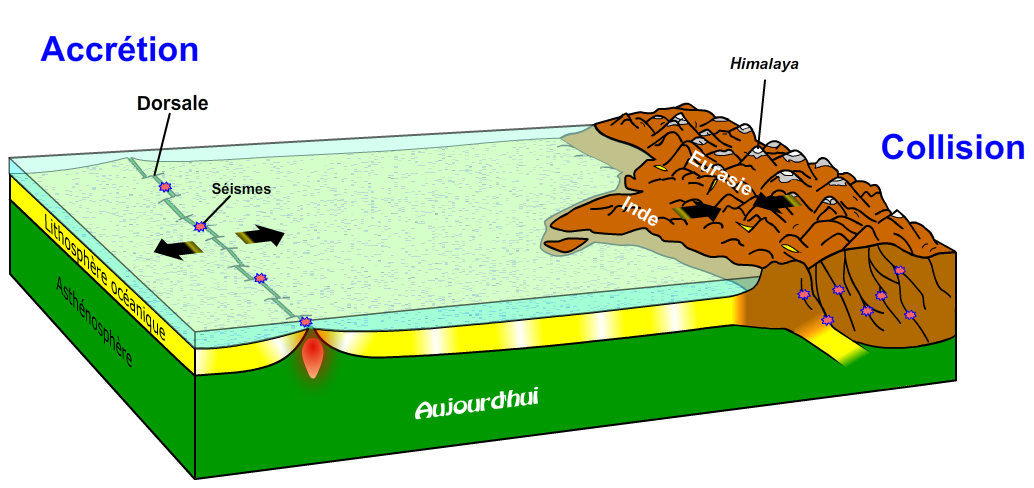 Accrétion
Himalaya
Dorsale
Collision
Séismes
Eurasie
Inde
Lithosphère océanique
Asthénosphère
Aujourd'hui